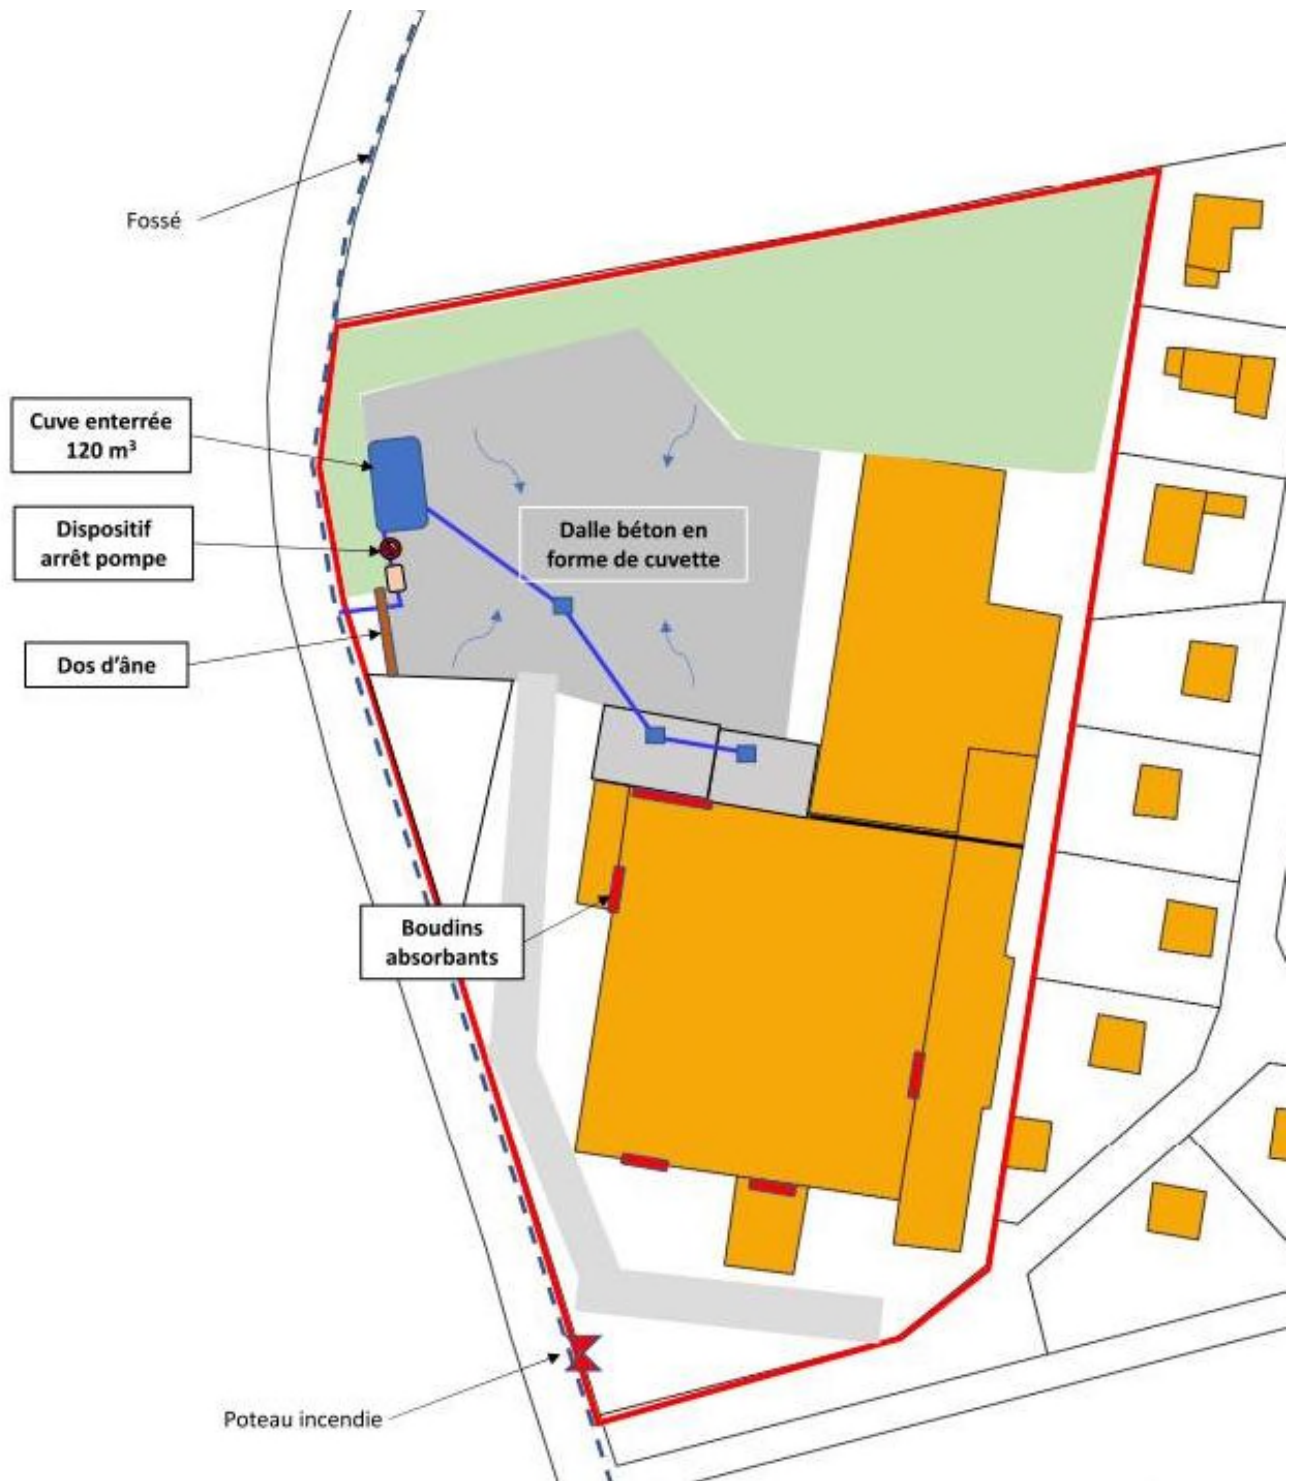 Fossé
Cuve enterrée
120 m³
Dispositif
arrêt pompe
Dalle béton en
forme de cuvette
Dos d'âne
Boudins
absorbants
Poteau incendie